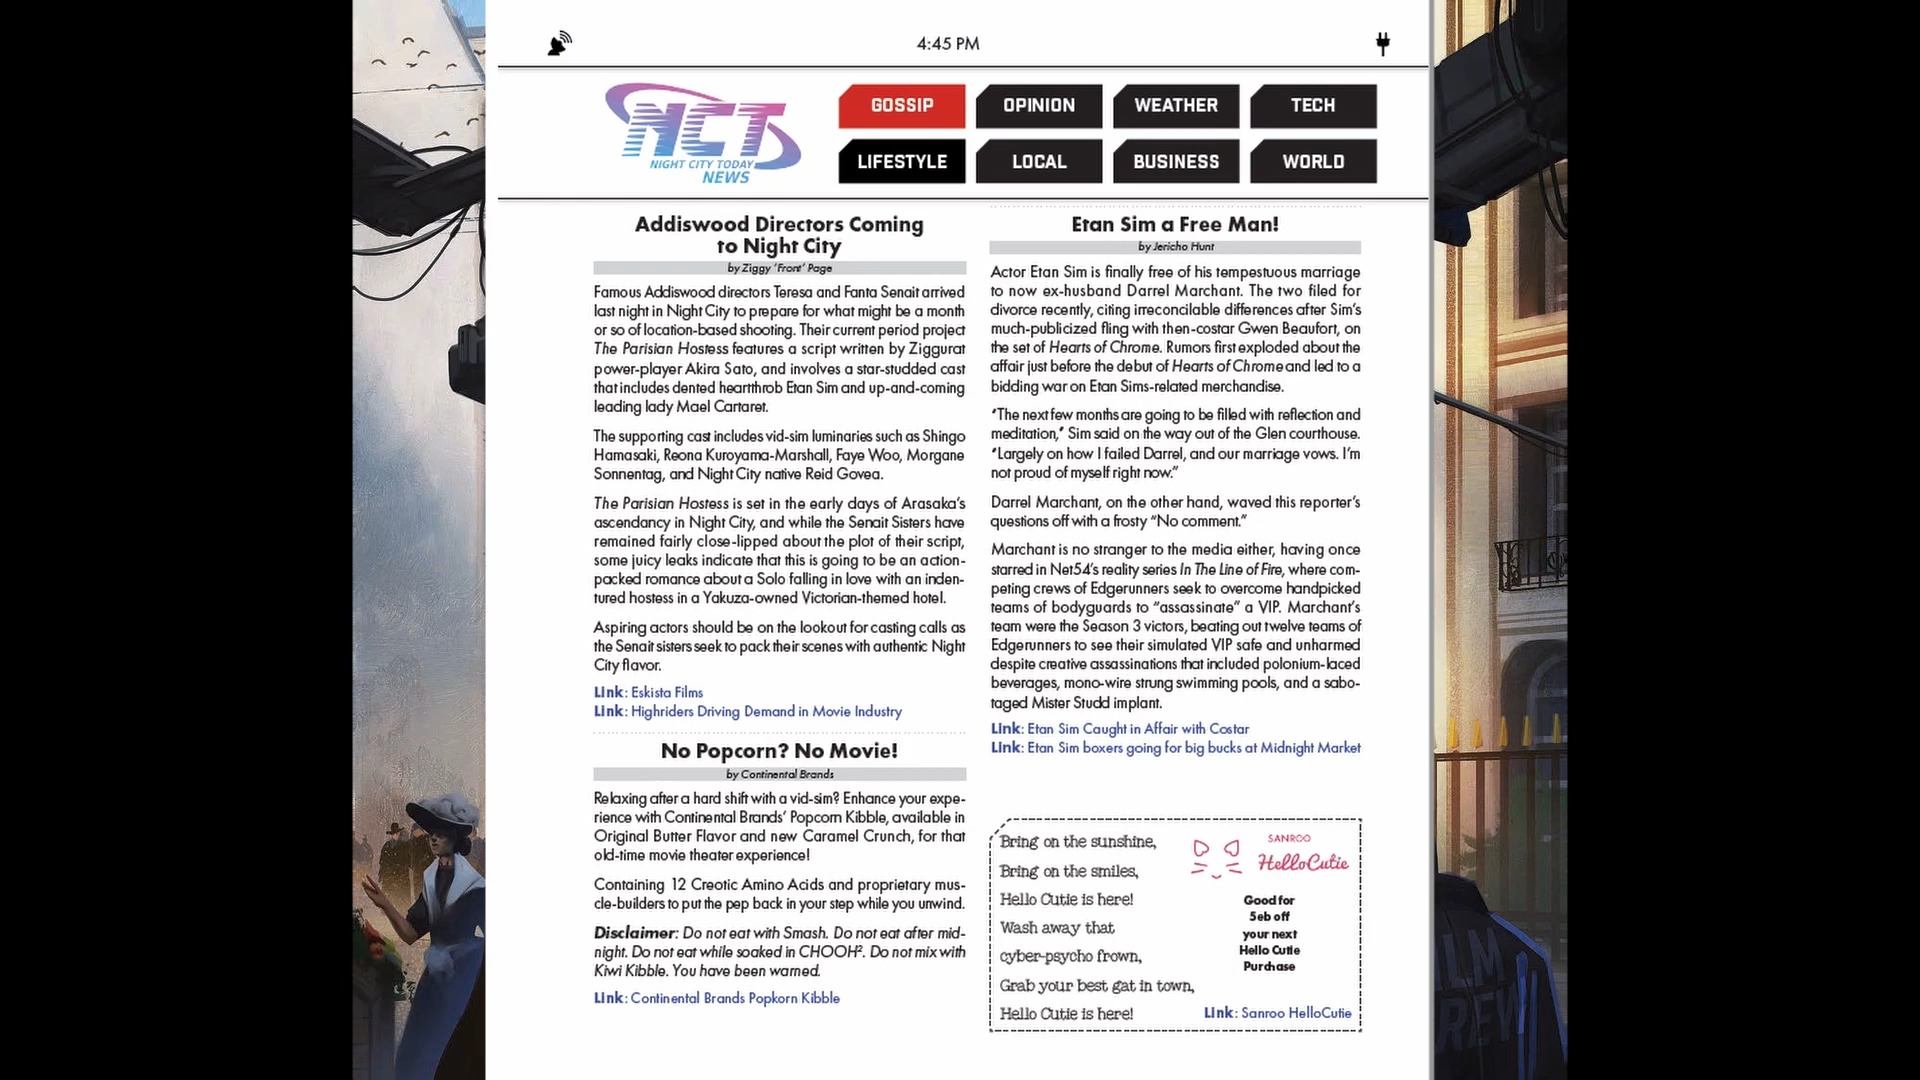 4:45 PM
NCT
NIGHT CITY TODAY
NEWS
GOSSIP
OPINION
WEATHER
TECH
LIFESTYLE
LOCAL
BUSINESS
WORLD
Addiswood Directors Coming
to Night City
by Ziggy ‘Front’ Page
Famous Addiswood directors Teresa and Fanta Senait arrived
last night in Night City to prepare for what might be a month
or so of location-based shooting. Their current period project
The Parisian Hostess features a script written by Ziggurat
power-player Akira Sato, and involves a star-studded cast
that includes dented heartthrob Etan Sim and up-and-coming
leading lady Mael Cartaret.
The supporting cast includes vid-sim luminaries such as Shingo
Hamasaki, Reona Kuroyama-Marshall, Faye Woo, Morgane
Sonnentag, and Night City native Reid Govea.
The Parisian Hostess is set in the early days of Arasaka’s
ascendancy in Night City, and while the Senait Sisters have
remained fairly close-lipped about the plot of their script,
some juicy leaks indicate that this is going to be an action-
packed romance about a Solo falling in love with an inden-
tured hostess in a Yakuza-owned Victorian-themed hotel.
Aspiring actors should be on the lookout for casting calls as
the Senait sisters seek to pack their scenes with authentic Night
City flavor.
Link: Eskista Films
Link: Highriders Driving Demand in Movie Industry
No Popcorn? No Movie!
by Continental Brands
Relaxing after a hard shift with a vid-sim? Enhance your expe-
rience with Continental Brands’ Popcorn Kibble, available in
Original Butter Flavor and new Caramel Crunch, for that
old-time movie theater experience!
Containing 12 Creotic Amino Acids and proprietary mus-
cle-builders to put the pep back in your step while you unwind.
Disclaimer: Do not eat with Smash. Do not eat after mid-
night. Do not eat while soaked in CHOOH². Do not mix with
Kiwi Kibble. You have been warned.
Link: Continental Brands Popkorn Kibble
Etan Sim a Free Man!
by Jericho Hunt
Actor Etan Sim is finally free of his tempestuous marriage
to now ex-husband Darrel Marchant. The two filed for
divorce recently, citing irreconcilable differences after Sim’s
much-publicized fling with then-costar Gwen Beaufort, on
the set of Hearts of Chrome. Rumors first exploded about the
affair just before the debut of Hearts of Chrome and led to a
bidding war on Etan Sims-related merchandise.
“The next few months are going to be filled with reflection and
meditation,” Sim said on the way out of the Glen courthouse.
“Largely on how I failed Darrel, and our marriage vows. I’m
not proud of myself right now.”
Darrel Marchant, on the other hand, waved this reporter’s
questions off with a frosty “No comment.”
Marchant is no stranger to the media either, having once
starred in Net54’s reality series In The Line of Fire, where com-
peting crews of Edgerunners seek to overcome handpicked
teams of bodyguards to “assassinate” a VIP. Marchant’s
team were the Season 3 victors, beating out twelve teams of
Edgerunners to see their simulated VIP safe and unharmed
despite creative assassinations that included polonium-laced
beverages, mono-wire strung swimming pools, and a sabo-
taged Mister Studd implant.
Link: Etan Sim Caught in Affair with Costar
Link: Etan Sim boxers going for big bucks at Midnight Market
Bring on the sunshine,
Bring on the smiles,
Hello Cutie is here!
Wash away that
cyber-psycho frown,
Grab your best gat in town,
Hello Cutie is here!
SANROO
HelloCutie
Good for
5eb off
your next
Hello Cutie
Purchase
Link: Sanroo HelloCutie